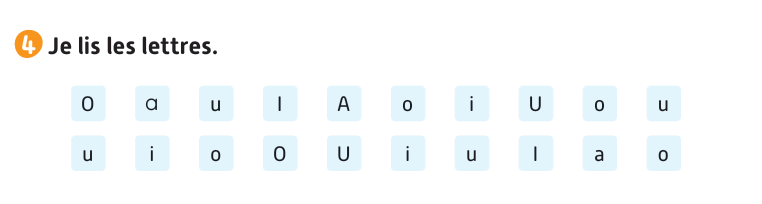 4 Je lis les lettres.
O a u I A o i U o u
u i o O U i u I a o